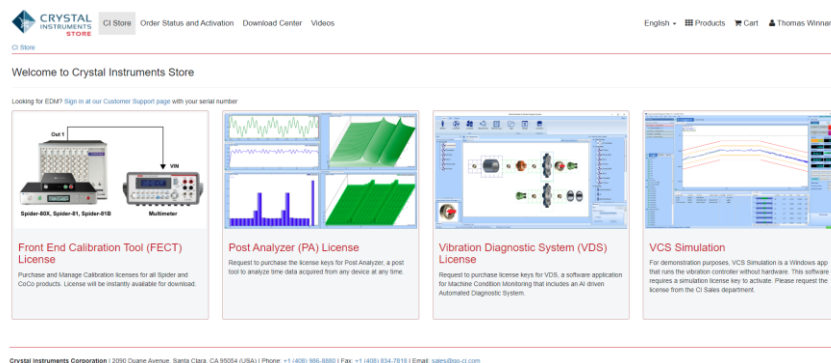 CRYSTAL
INSTRUMENTS
STORE
CI Store
Order Status and Activation
Download Center
Videos
English
Products
Cart
Thomas Winnar
CI Store
Welcome to Crystal Instruments Store
Looking for EDM? Sign in at our Customer Support page with your serial number
Out 1
VIN
Spider-80X, Spider-81, Spider-81B
Multimeter
Front End Calibration Tool (FECT)
License
Purchase and Manage Calibration licenses for all Spider and
CoCo products. License will be instantly available for download.
Post Analyzer (PA) License
Request to purchase the license keys for Post Analyzer, a post
tool to analyze time data acquired from any device at any time.
Vibration Diagnostic System (VDS)
License
Request to purchase license keys for VDS, a software application
for Machine Condition Monitoring that includes an AI driven
Automated Diagnostic System.
VCS Simulation
For demonstration purposes, VCS Simulation is a Windows app
that runs the vibration controller without hardware. This software
requires a simulation license key to activate. Please request the
license from the CI Sales department.
Crystal Instruments Corporation | 2090 Duane Avenue, Santa Clara, CA 95054 (USA) | Phone: +1 (408) 986-8880 | Fax: +1 (408) 834-7818 | Email: sales@go-ci.com